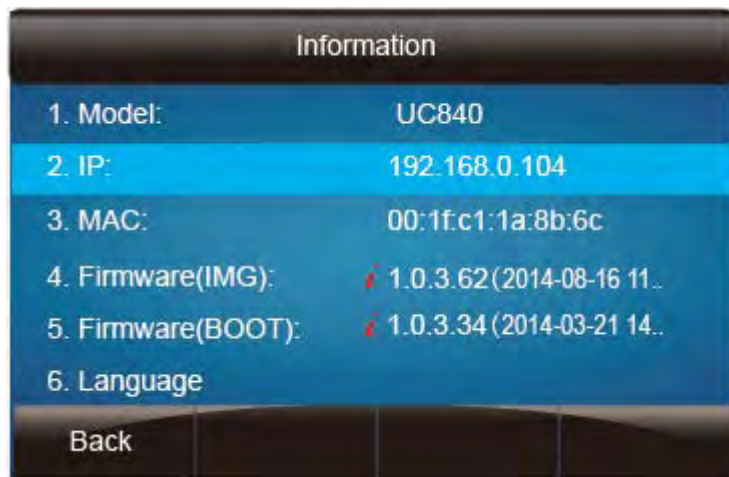 Information
1. Model: UC840
2. IP: 192.168.0.104
3. MAC: 00:1f:c1:1a:8b:6c
4. Firmware(IMG): i 1.0.3.62(2014-08-16 11..
5. Firmware(BOOT): i 1.0.3.34(2014-03-21 14..
6. Language
Back